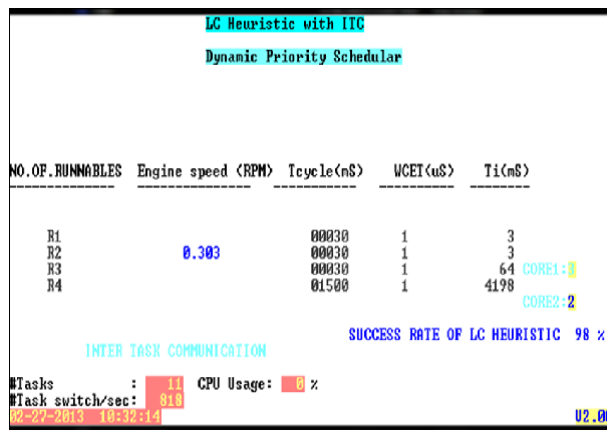 LC Heuristic with ITC
Dynamic Priority Schedular
NO.OF.RUNNABLES Engine speed (RPM) Tcycle(mS) WCET(uS) Ti(mS)
R1 00030 1 3
R2 0.303 00030 1 3
R3 00030 1 64 CORE1:3
R4 01500 1 4198
CORE2:2
SUCCESS RATE OF LC HEURISTIC 98 %
INTER TASK COMMUNICATION
#Tasks : 11 CPU Usage: 0 %
#Task switch/sec: 818
02-27-2013 10:32:14 V2.00